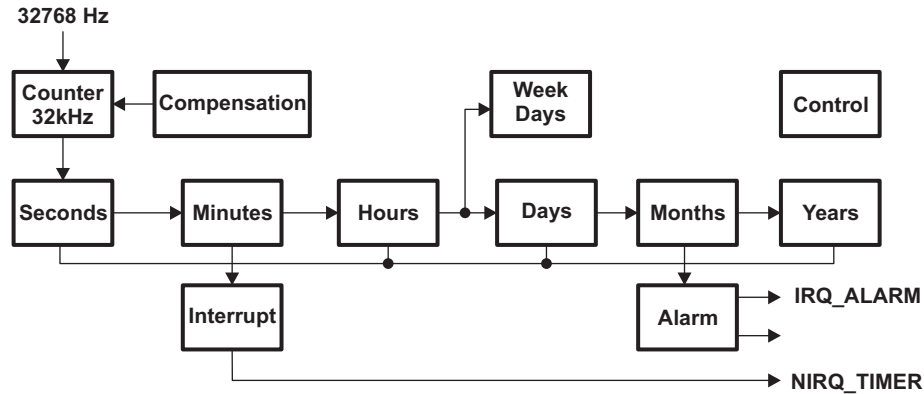 32768 Hz
Counter
32kHz
Compensation
Week
Days
Control
Seconds
Minutes
Hours
Days
Months
Years
Interrupt
Alarm
IRQ_ALARM
NIRQ_TIMER